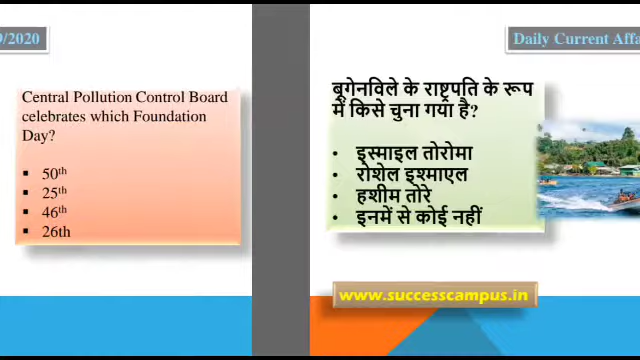 9/2020
Central Pollution Control Board
celebrates which Foundation
Day?
▪ 50th
▪ 25th
▪ 46th
▪ 26th
Daily Current Affa
बूगेनविले के राष्ट्रपति के रूप
में किसे चुना गया है?
• इस्माइल तोरोमा
• रोशेल इश्माएल
• हशीम तोरे
• इनमें से कोई नहीं
www.successcampus.in